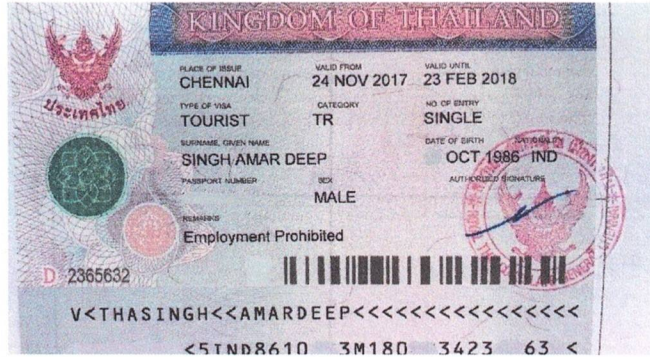 KINGDOM OF THAILAND
ประเทศไทย
PLACE OF ISSUE VALID FROM VALID UNTIL
CHENNAI 24 NOV 2017 23 FEB 2018
TYPE OF VISA CATEGORY NO OF ENTRY
TOURIST TR SINGLE
SURNAME, GIVEN NAME DATE OF BIRTH NATIONALITY
SINGH AMAR DEEP OCT 1986 IND
PASSPORT NUMBER SEX AUTHORIZED SIGNATURE
MALE
REMARKS
Employment Prohibited
D 2365632
V<THASINGH<<AMARDEEP<<<<<<<<<<<<<<<<
<5IND8610 3M180 3423 63 <